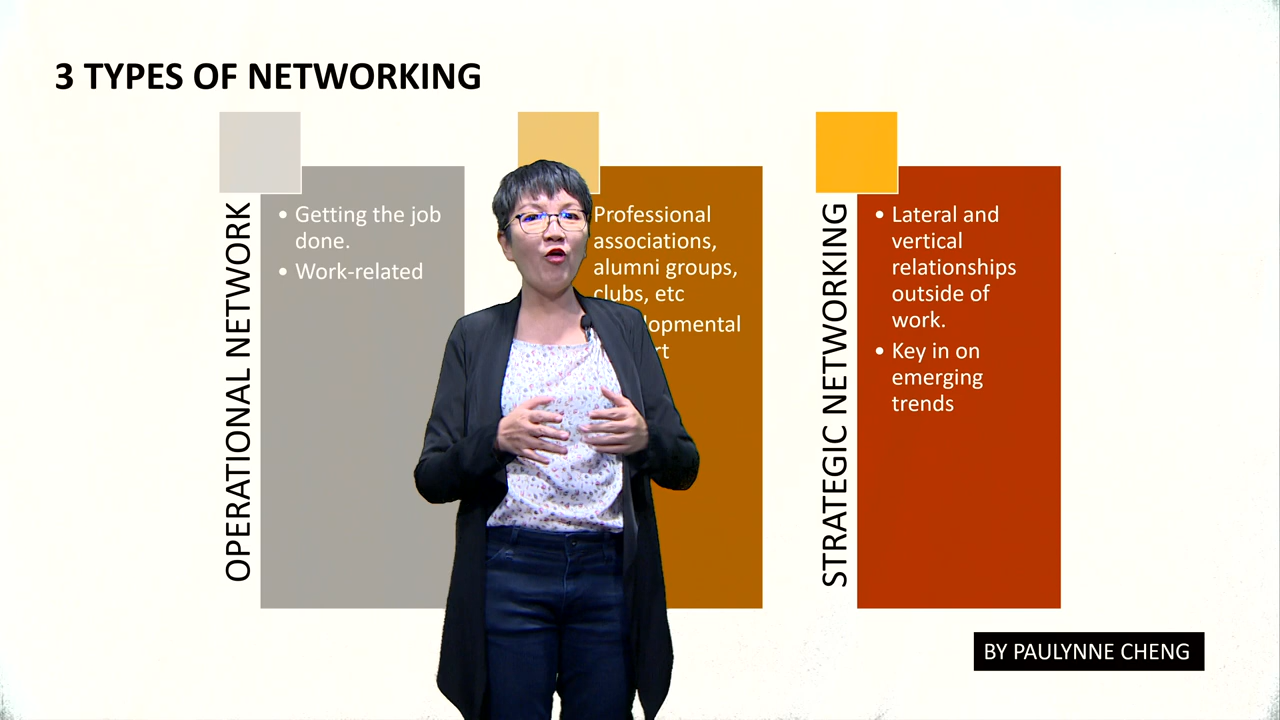 3 TYPES OF NETWORKING
OPERATIONAL NETWORK
• Getting the job
done.
• Work-related
Professional
associations,
alumni groups,
clubs, etc
STRATEGIC NETWORKING
• Lateral and
vertical
relationships
outside of
work.
• Key in on
emerging
trends
BY PAULYNNE CHENG